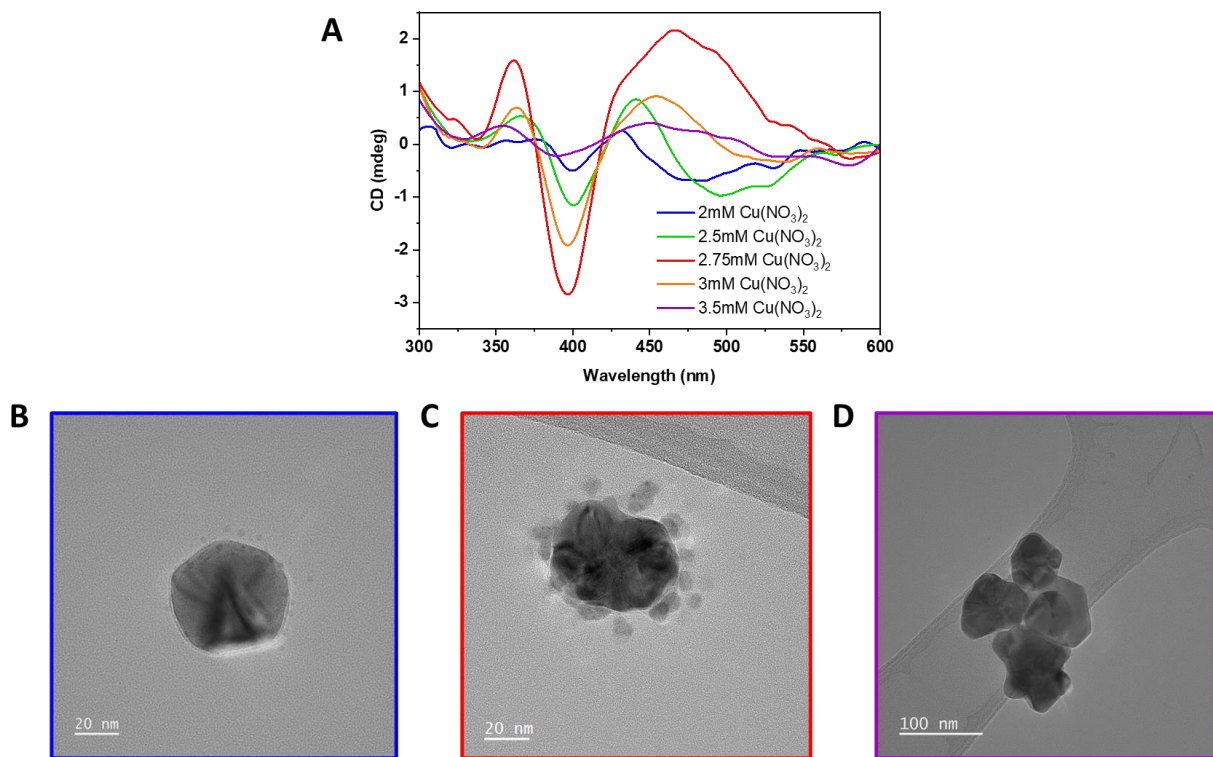 A
2
1
0
-1
-2
-3
CD (mdeg)
2mM Cu(NO₃)₂
2.5mM Cu(NO₃)₂
2.75mM Cu(NO₃)₂
3mM Cu(NO₃)₂
3.5mM Cu(NO₃)₂
300 350 400 450 500 550 600
Wavelength (nm)
B C D
20 nm 20 nm 100 nm